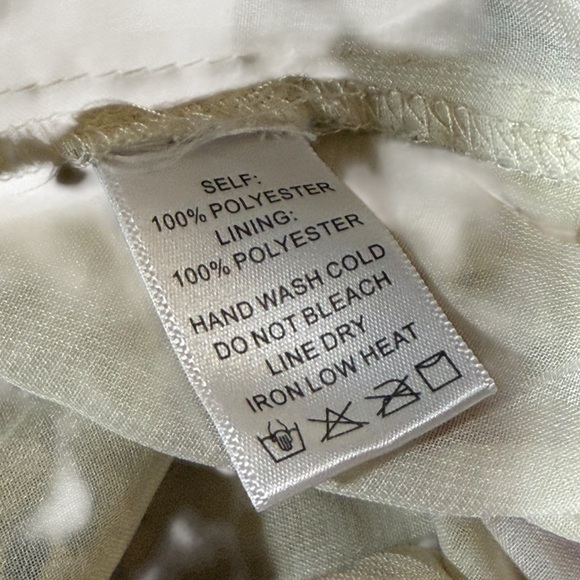 SELF:
100% POLYESTER
LINING:
100% POLYESTER
HAND WASH COLD
DO NOT BLEACH
LINE DRY
IRON LOW HEAT